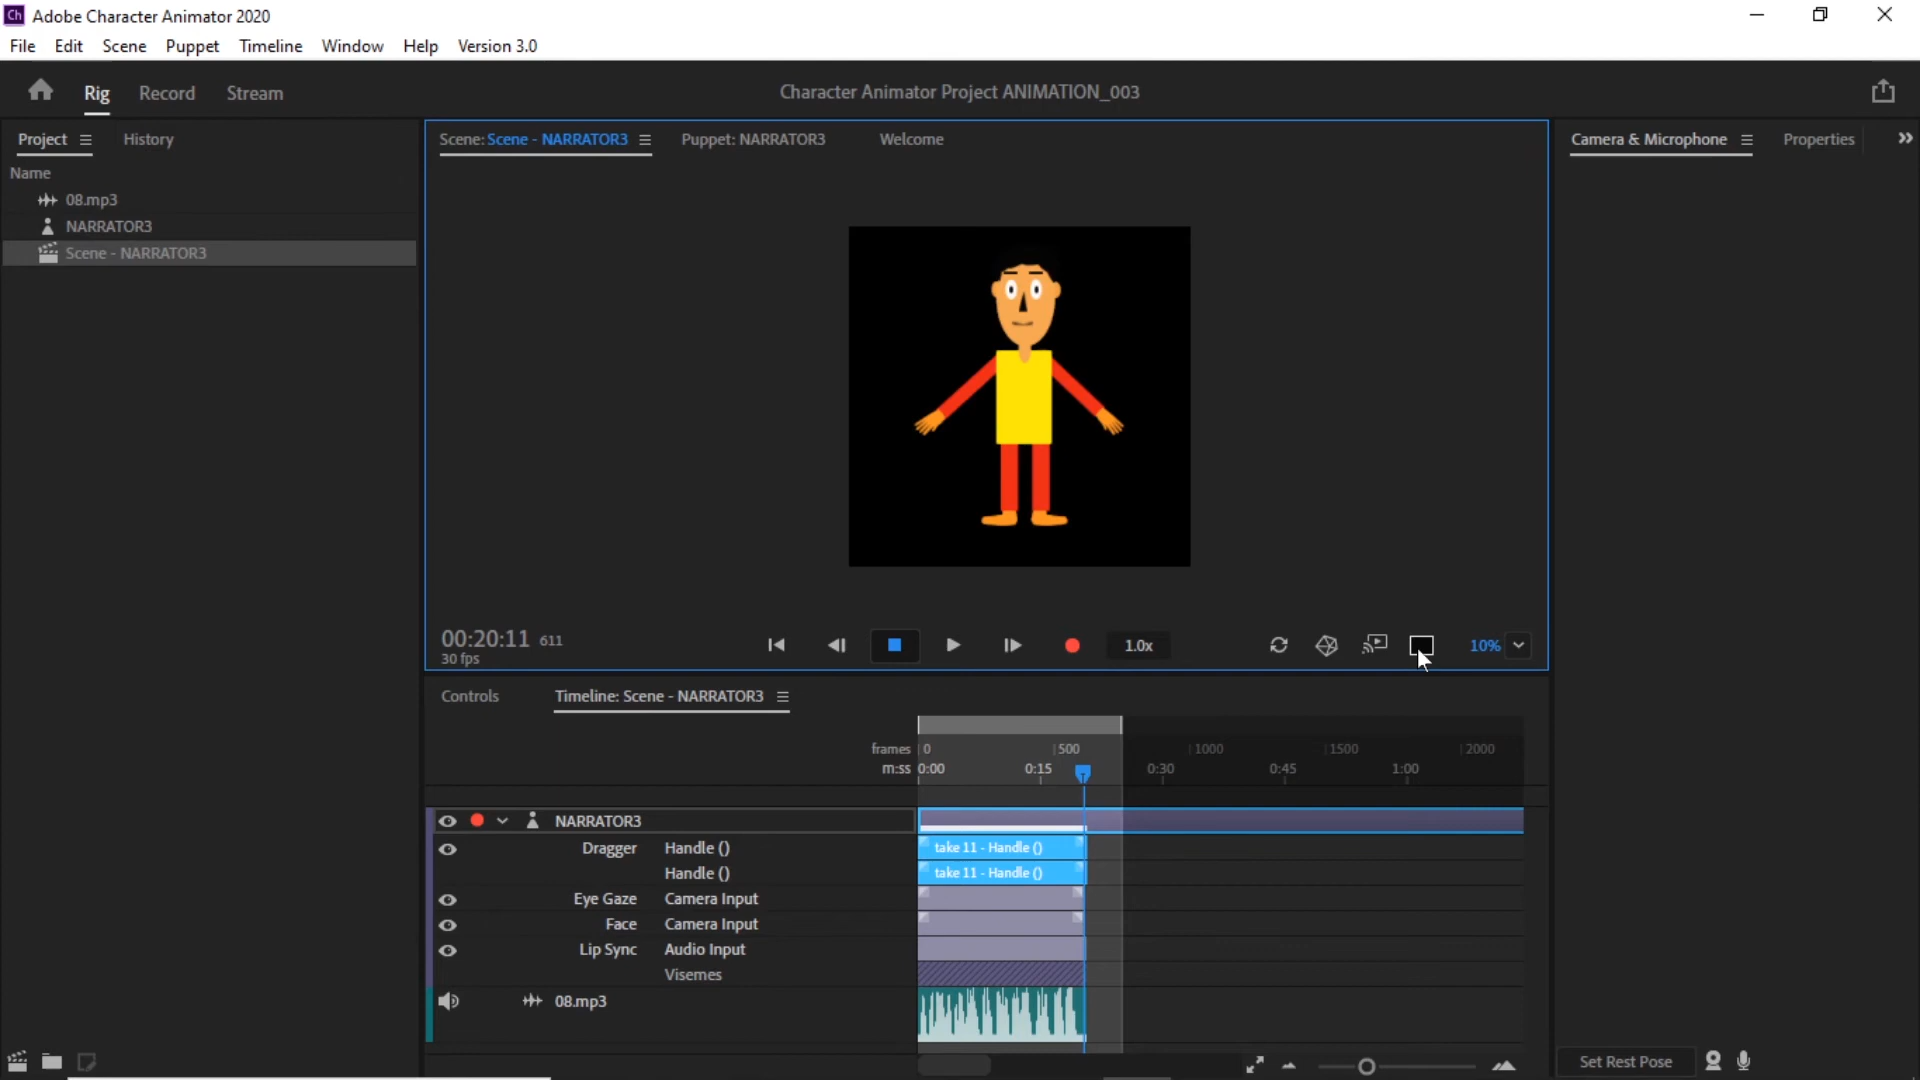 Ch Adobe Character Animator 2020
File Edit Scene Puppet Timeline Window Help Version 3.0
Rig Record Stream Character Animator Project ANIMATION_003
Project History
Name
08.mp3
NARRATOR3
Scene - NARRATOR3
Scene: Scene - NARRATOR3 Puppet: NARRATOR3 Welcome
Camera & Microphone Properties
00:20:11 611
30 fps
1.0x
10%
Controls Timeline: Scene - NARRATOR3
frames 0 500 1000 1500 2000
m:ss 0:00 0:15 0:30 0:45 1:00
NARRATOR3
Dragger Handle () take 11 - Handle ()
Handle () take 11 - Handle ()
Eye Gaze Camera Input
Face Camera Input
Lip Sync Audio Input
Visemes
08.mp3
Set Rest Pose